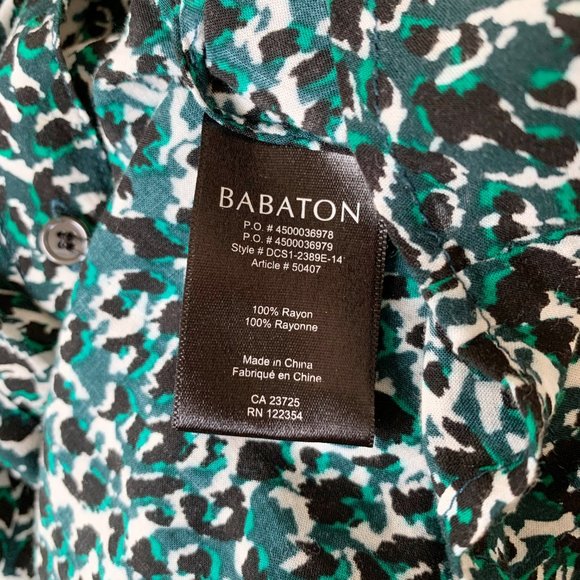 BABATON
P.O. # 4500036978
P.O. # 4500036979
Style # DCS1-2389E-14
Article # 50407
100% Rayon
100% Rayonne
Made in China
Fabriqué en Chine
CA 23725
RN 122354